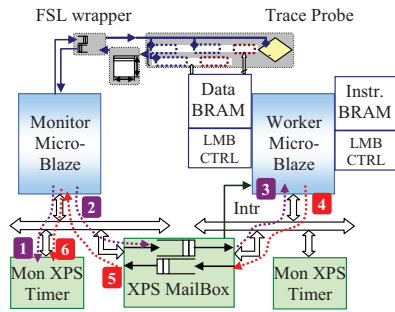 FSL wrapper
Trace Probe
Data
BRAM
LMB
CTRL
Instr.
BRAM
LMB
CTRL
Monitor
Micro-
Blaze
Worker
Micro-
Blaze
2
3
4
Intr
1
6
5
Mon XPS
Timer
XPS MailBox
Mon XPS
Timer